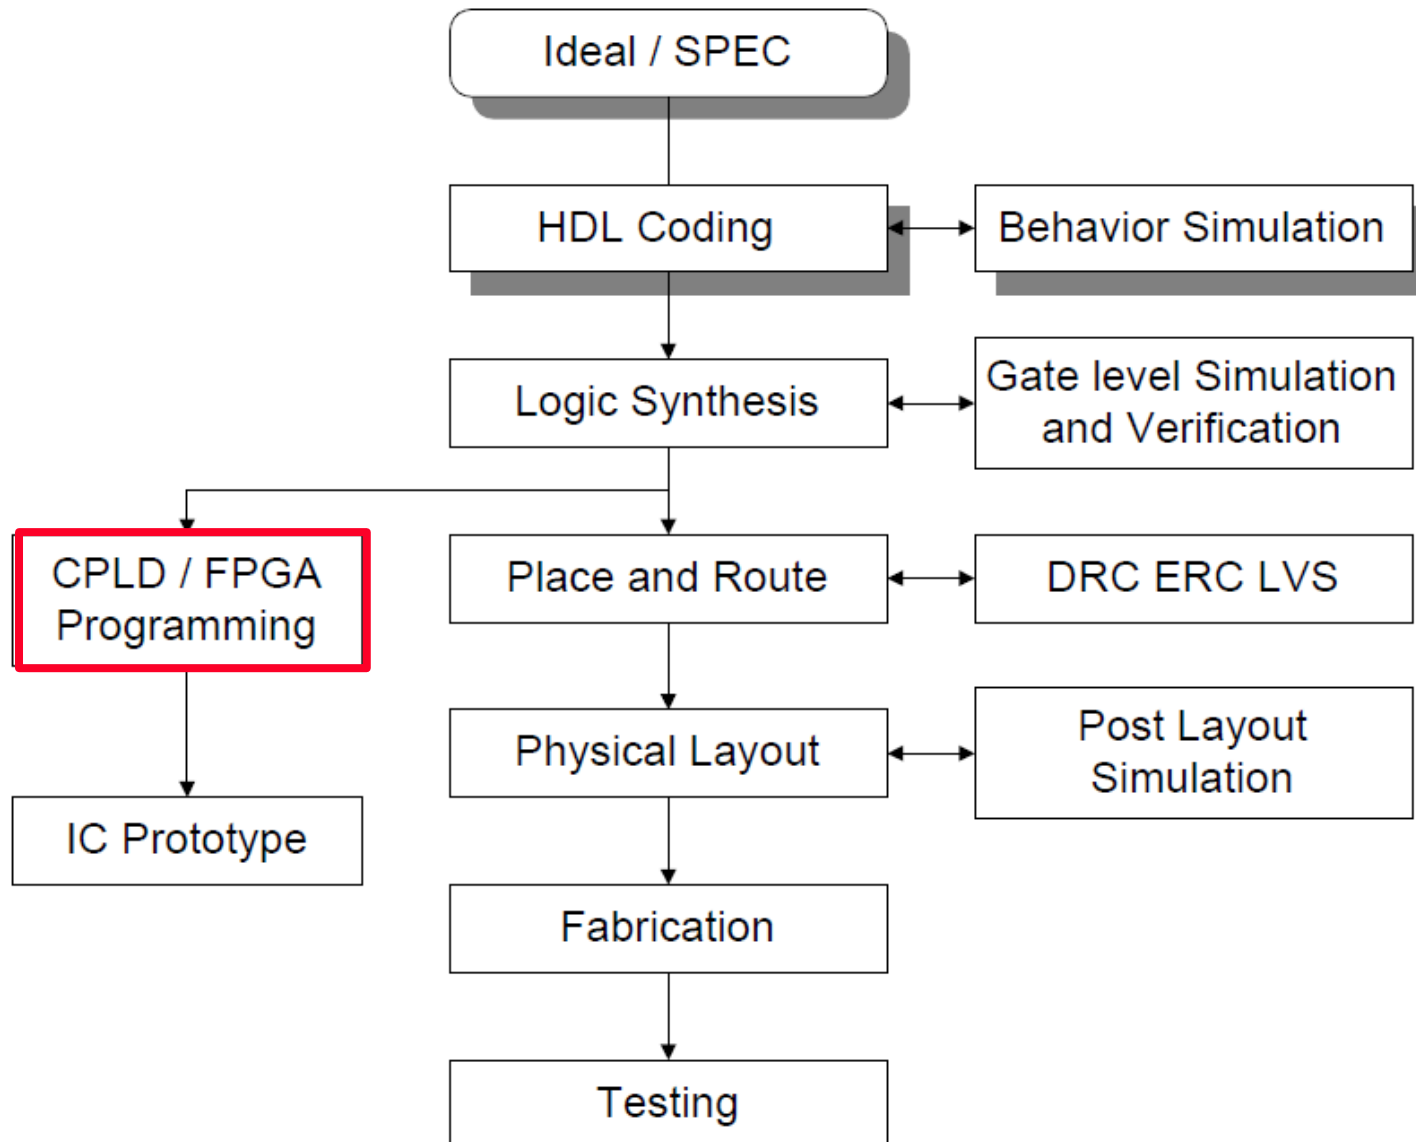 Ideal / SPEC
HDL Coding
Behavior Simulation
Logic Synthesis
Gate level Simulation
and Verification
CPLD / FPGA
Programming
Place and Route
DRC ERC LVS
Physical Layout
Post Layout
Simulation
IC Prototype
Fabrication
Testing